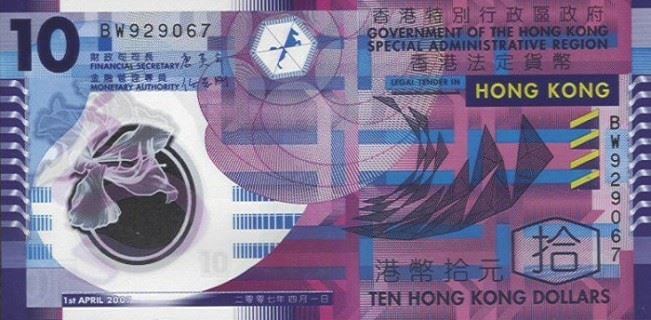 10
BW929067
財政司司長
FINANCIAL SECRETARY
金融管理專員
MONETARY AUTHORITY
香港特別行政區政府
GOVERNMENT OF THE HONG KONG
SPECIAL ADMINISTRATIVE REGION
香港法定貨幣
LEGAL TENDER IN
HONG KONG
BW929067
10
1st APRIL 2007
二零零七年四月一日
拾
港幣拾元
TEN HONG KONG DOLLARS